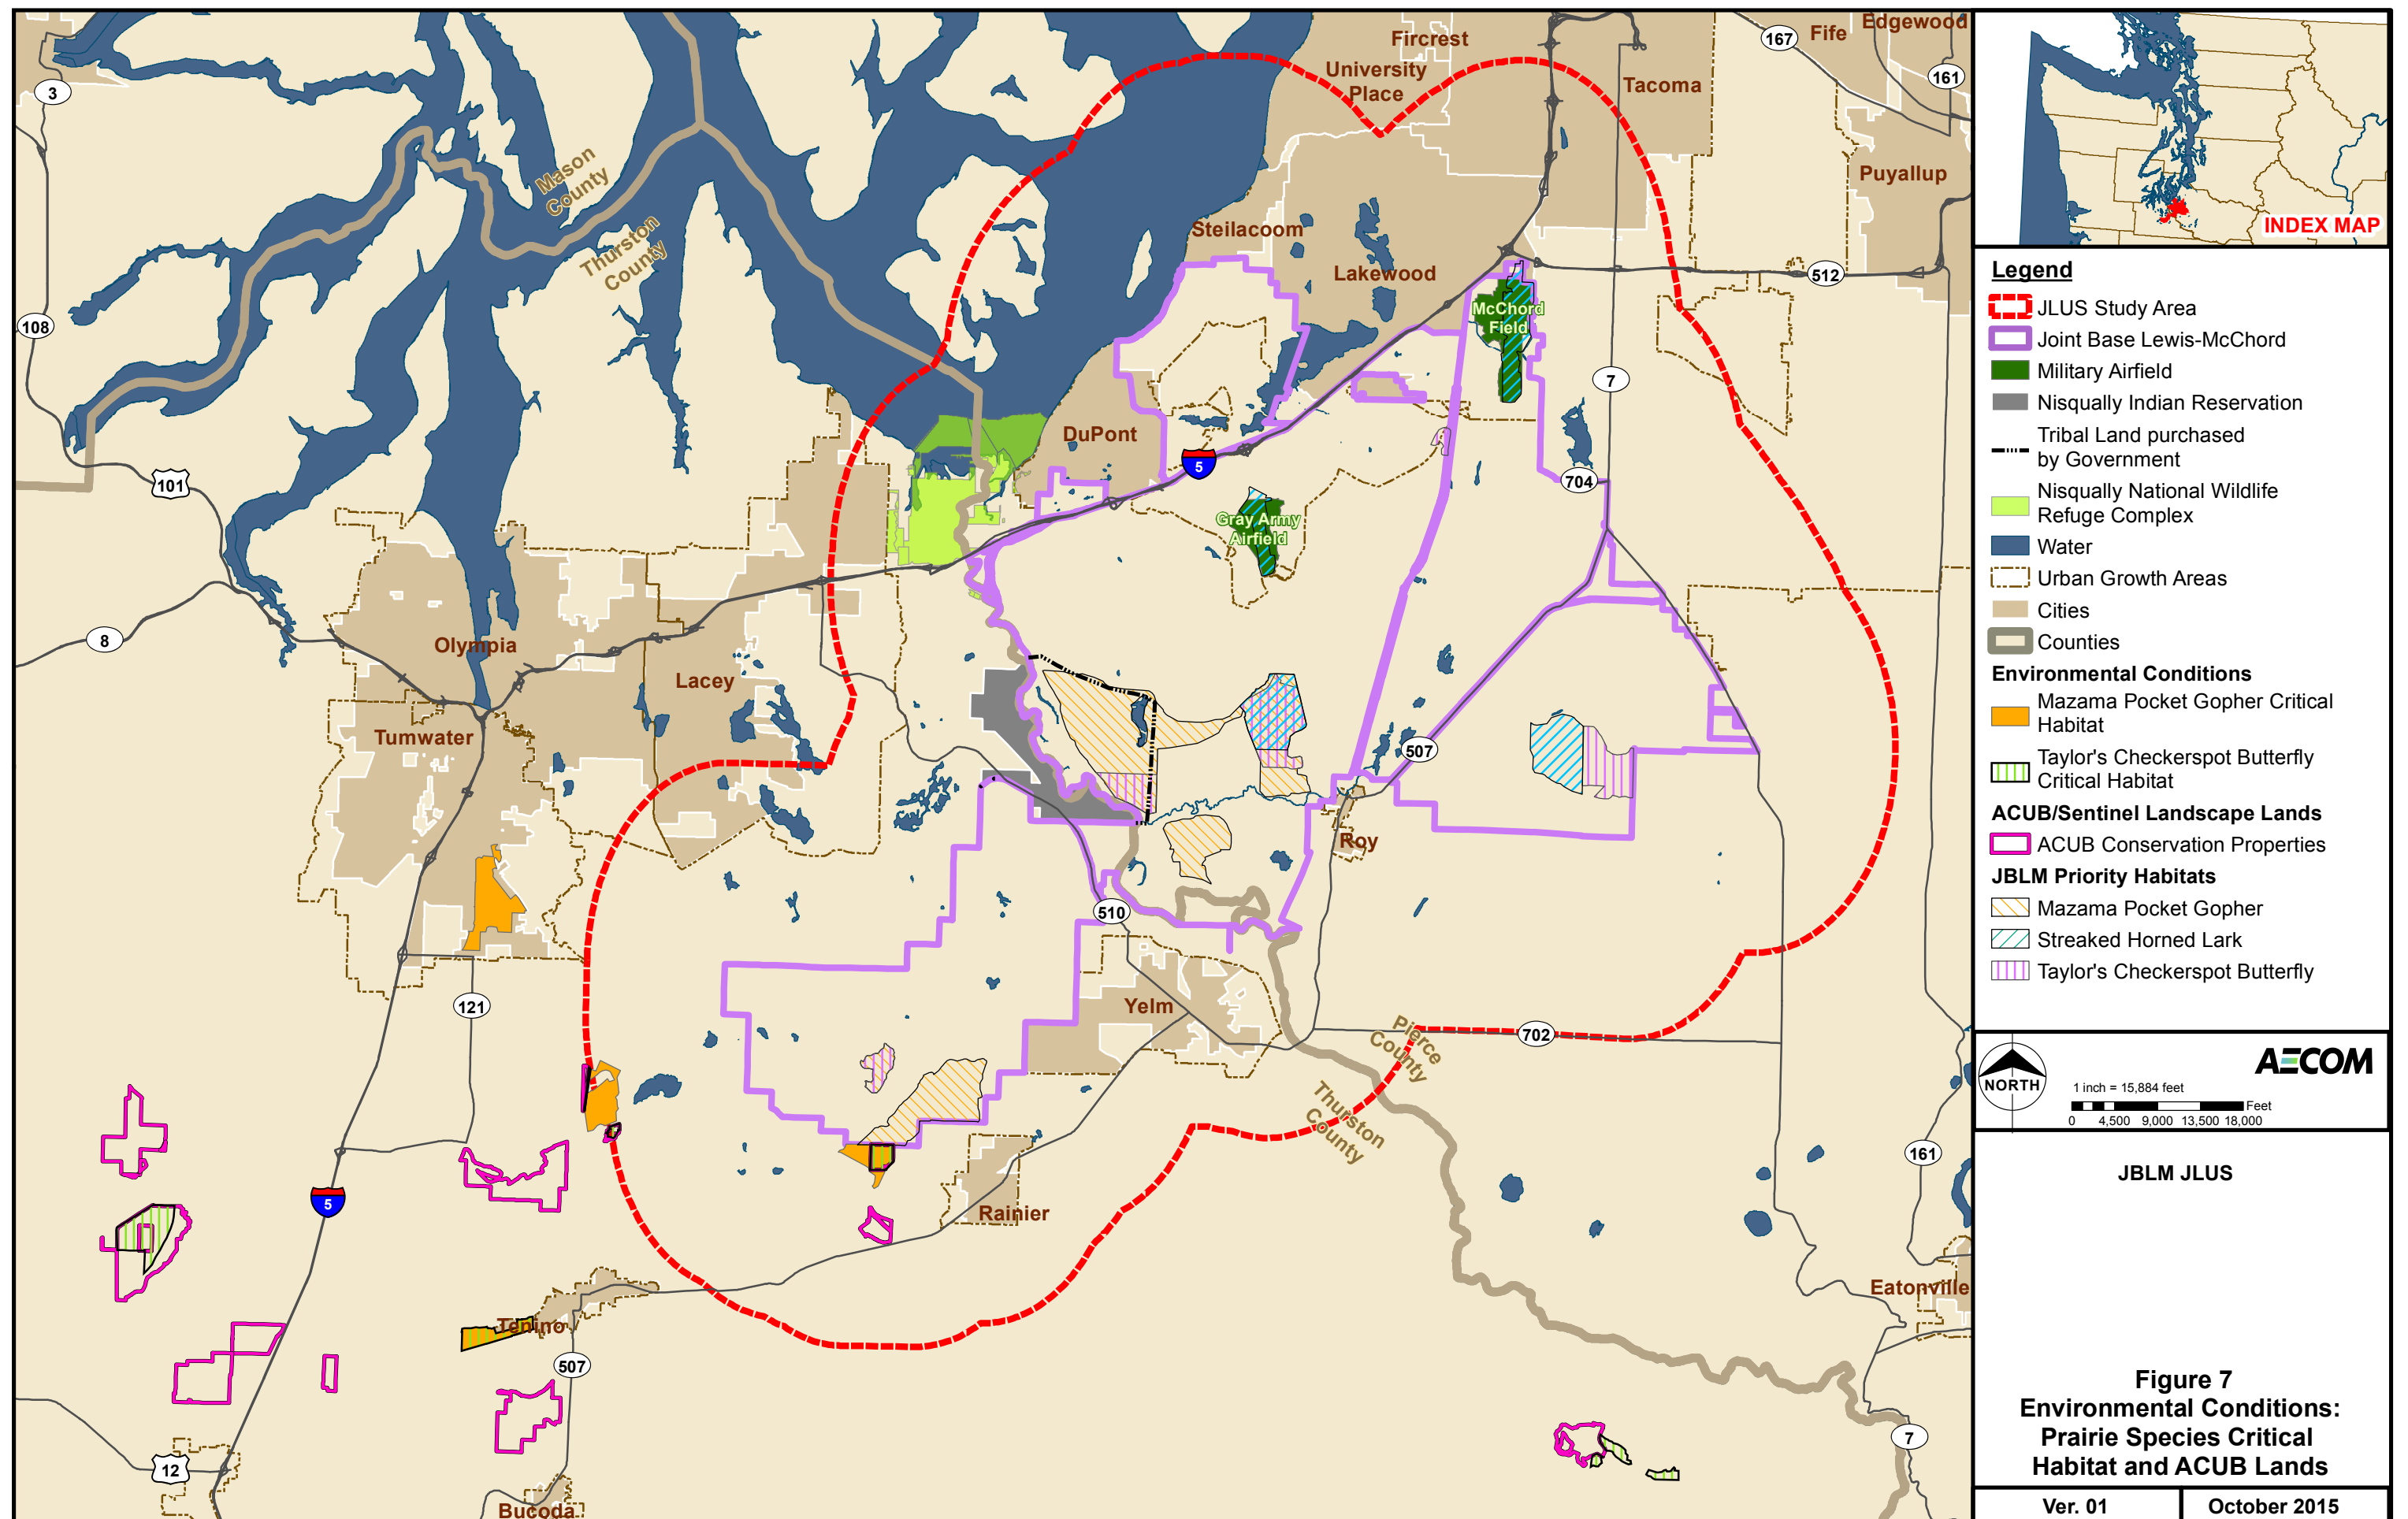 Fircrest
University
Place
Tacoma
167
Fife
Edgewood
161
3
Puyallup
Mason
County
Thurston
County
Steilacoom
Lakewood
512
McChord
Field
108
7
DuPont
5
101
704
Gray Army
Airfield
8
Olympia
Lacey
Tumwater
507
Roy
510
121
Yelm
702
Pierce
County
Thurston
County
161
5
Rainier
Eatonville
Tenino
507
7
12
Bucoda
INDEX MAP
Legend
JLUS Study Area
Joint Base Lewis-McChord
Military Airfield
Nisqually Indian Reservation
Tribal Land purchased
by Government
Nisqually National Wildlife
Refuge Complex
Water
Urban Growth Areas
Cities
Counties
Environmental Conditions
Mazama Pocket Gopher Critical
Habitat
Taylor's Checkerspot Butterfly
Critical Habitat
ACUB/Sentinel Landscape Lands
ACUB Conservation Properties
JBLM Priority Habitats
Mazama Pocket Gopher
Streaked Horned Lark
Taylor's Checkerspot Butterfly
NORTH
AECOM
1 inch = 15,884 feet
Feet
0 4,500 9,000 13,500 18,000
JBLM JLUS
Figure 7
Environmental Conditions:
Prairie Species Critical
Habitat and ACUB Lands
Ver. 01
October 2015